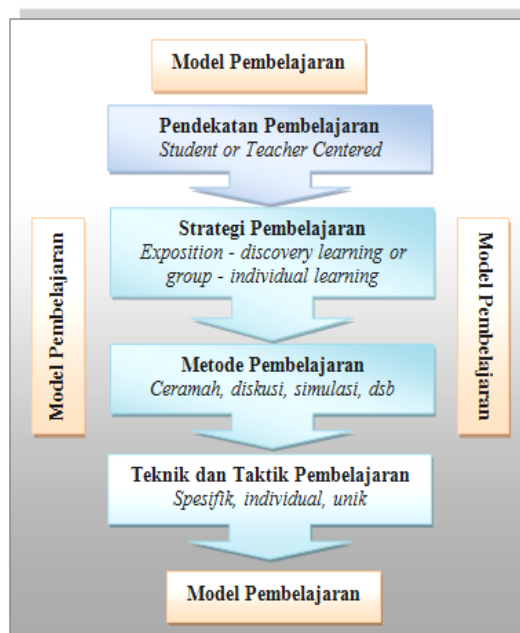 Model Pembelajaran
Pendekatan Pembelajaran
Student or Teacher Centered
Strategi Pembelajaran
Exposition - discovery learning or
group - individual learning
Model Pembelajaran
Model Pembelajaran
Metode Pembelajaran
Ceramah, diskusi, simulasi, dsb
Teknik dan Taktik Pembelajaran
Spesifik, individual, unik
Model Pembelajaran